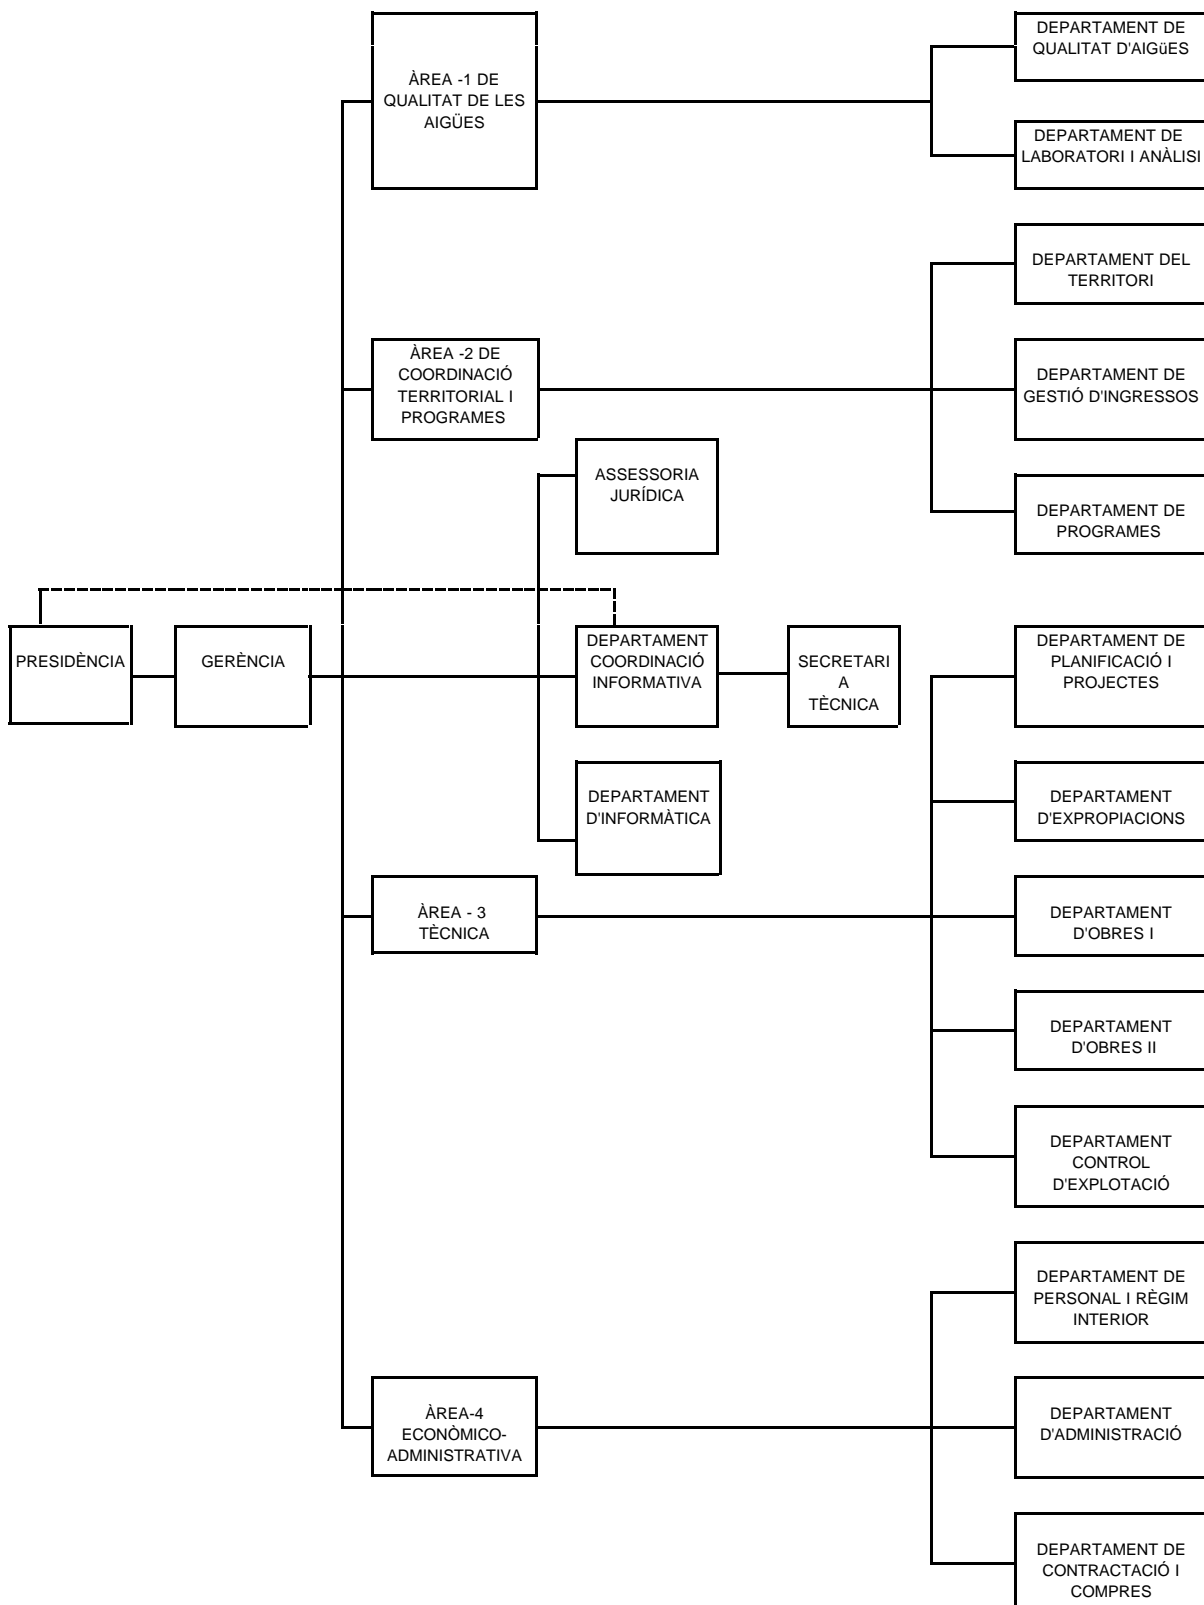 DEPARTAMENT DE
QUALITAT D'AIGüES
ÀREA -1 DE
QUALITAT DE LES
AIGÜES
DEPARTAMENT DE
LABORATORI I ANÀLISI
DEPARTAMENT DEL
TERRITORI
ÀREA -2 DE
COORDINACIÓ
TERRITORIAL I
PROGRAMES
DEPARTAMENT DE
GESTIÓ D'INGRESSOS
ASSESSORIA
JURÍDICA
DEPARTAMENT DE
PROGRAMES
PRESIDÈNCIA
GERÈNCIA
DEPARTAMENT
COORDINACIÓ
INFORMATIVA
SECRETARI
A
TÈCNICA
DEPARTAMENT DE
PLANIFICACIÓ I
PROJECTES
DEPARTAMENT
D'INFORMÀTICA
DEPARTAMENT
D'EXPROPIACIONS
ÀREA - 3
TÈCNICA
DEPARTAMENT
D'OBRES I
DEPARTAMENT
D'OBRES II
DEPARTAMENT
CONTROL
D'EXPLOTACIÓ
DEPARTAMENT DE
PERSONAL I RÈGIM
INTERIOR
ÀREA-4
ECONÒMICO-
ADMINISTRATIVA
DEPARTAMENT
D'ADMINISTRACIÓ
DEPARTAMENT DE
CONTRACTACIÓ I
COMPRES